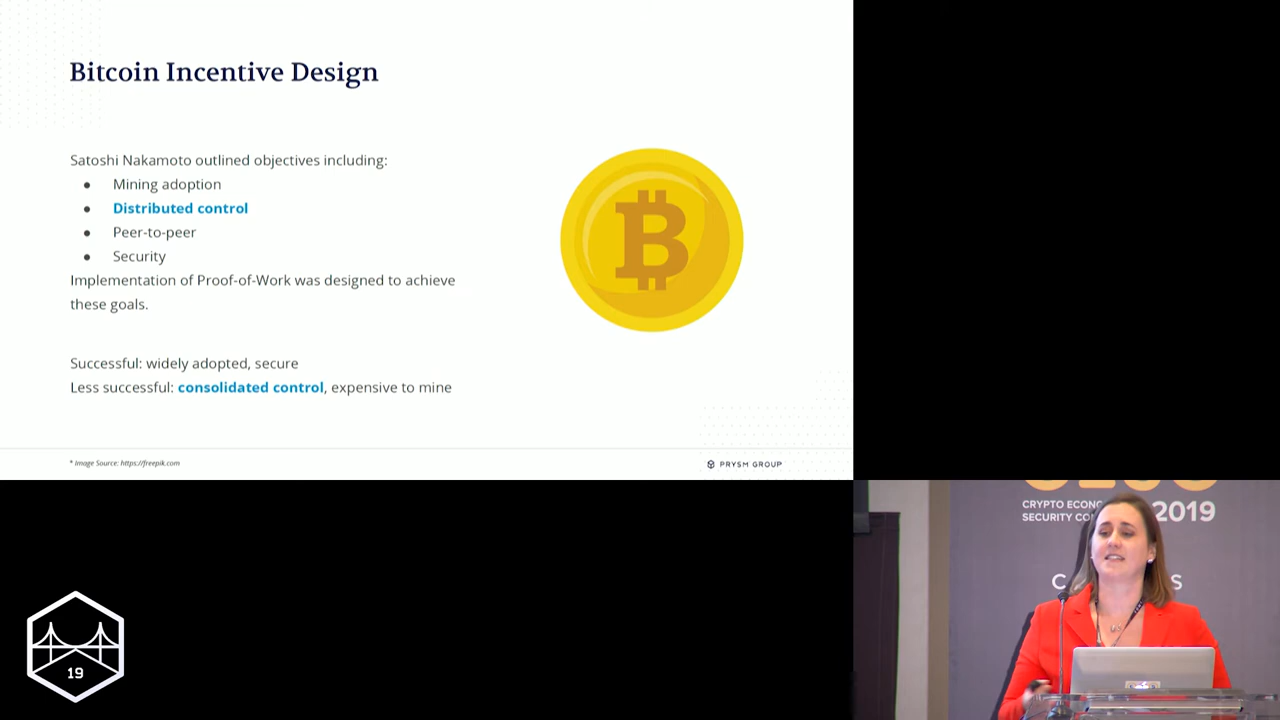 Bitcoin Incentive Design
Satoshi Nakamoto outlined objectives including:
● Mining adoption
● Distributed control
● Peer-to-peer
● Security
Implementation of Proof-of-Work was designed to achieve
these goals.
Successful: widely adopted, secure
Less successful: consolidated control, expensive to mine
* Image Source: https://freepik.com
PRYSM GROUP
CRYPTO
SECURITY
2019
19